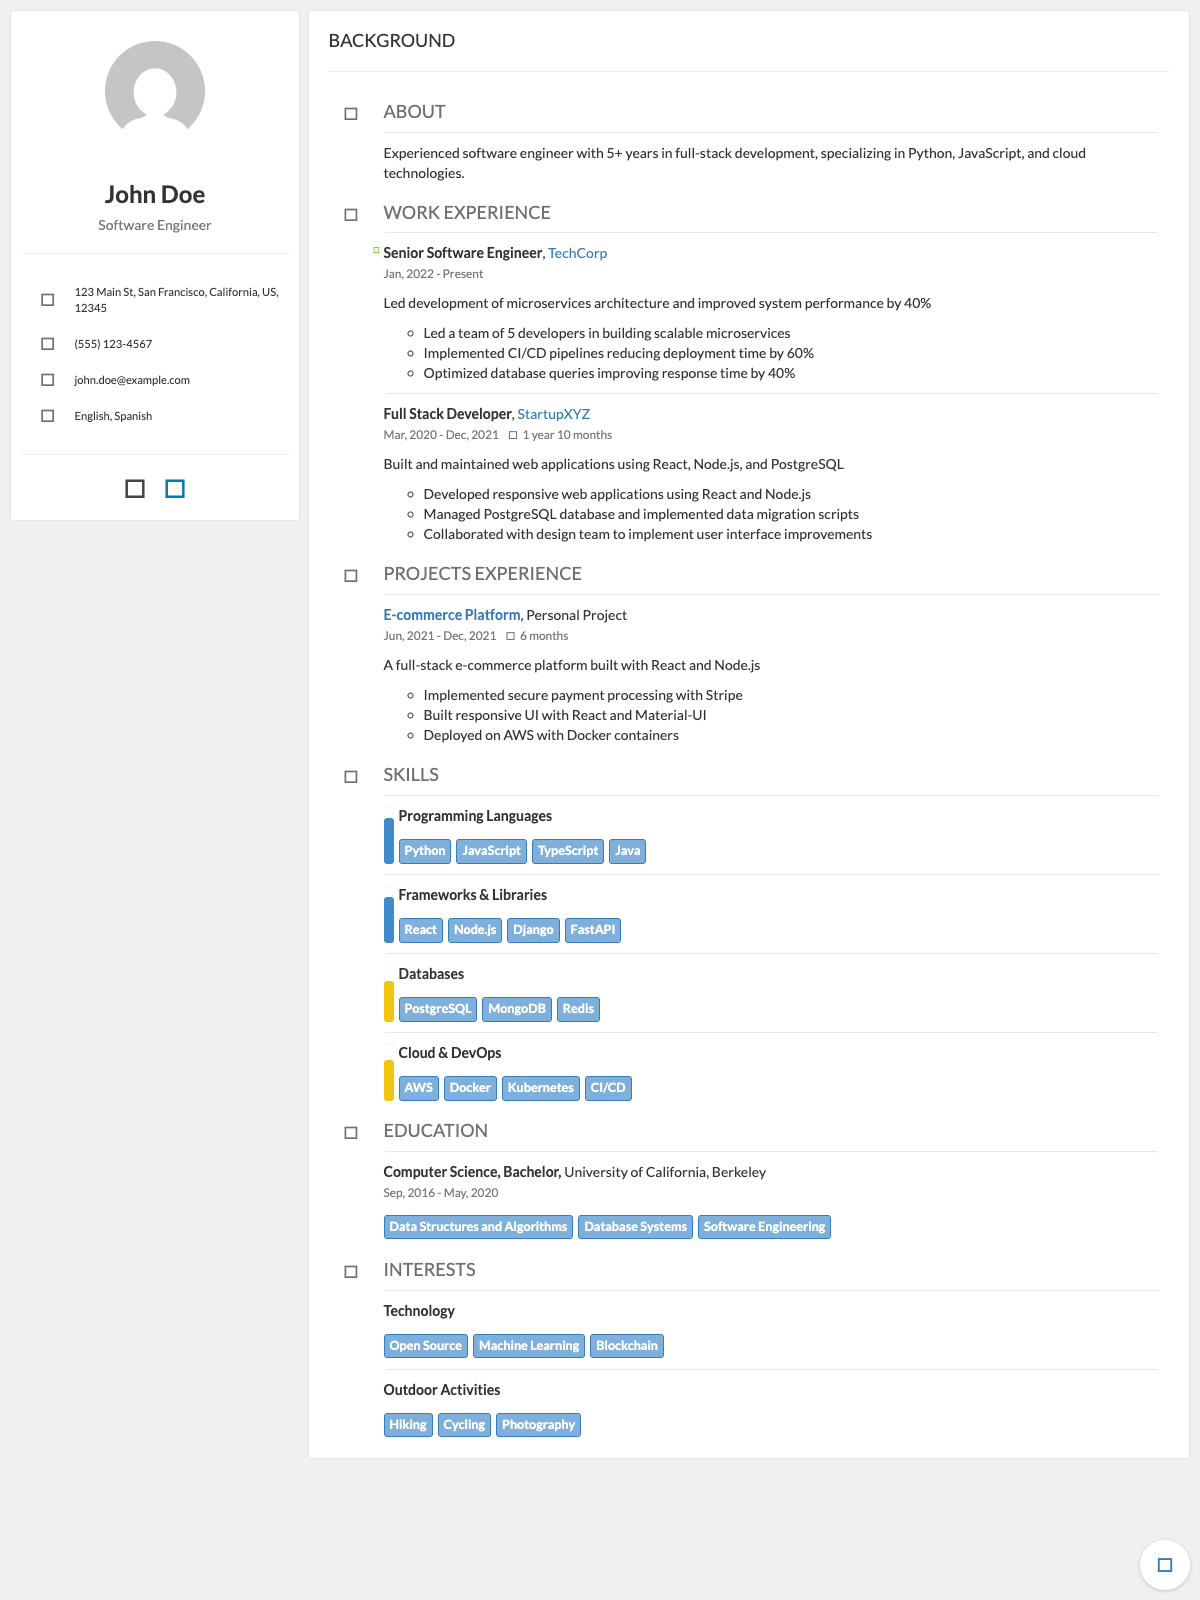 John Doe
Software Engineer
123 Main St, San Francisco, California, US,
12345
(555) 123-4567
john.doe@example.com
English, Spanish
BACKGROUND
ABOUT
Experienced software engineer with 5+ years in full-stack development, specializing in Python, JavaScript, and cloud
technologies.
WORK EXPERIENCE
Senior Software Engineer, TechCorp
Jan, 2022 - Present
Led development of microservices architecture and improved system performance by 40%
Led a team of 5 developers in building scalable microservices
Implemented CI/CD pipelines reducing deployment time by 60%
Optimized database queries improving response time by 40%
Full Stack Developer, StartupXYZ
Mar, 2020 - Dec, 2021 1 year 10 months
Built and maintained web applications using React, Node.js, and PostgreSQL
Developed responsive web applications using React and Node.js
Managed PostgreSQL database and implemented data migration scripts
Collaborated with design team to implement user interface improvements
PROJECTS EXPERIENCE
E-commerce Platform, Personal Project
Jun, 2021 - Dec, 2021 6 months
A full-stack e-commerce platform built with React and Node.js
Implemented secure payment processing with Stripe
Built responsive UI with React and Material-UI
Deployed on AWS with Docker containers
SKILLS
Programming Languages
Python JavaScript TypeScript Java
Frameworks & Libraries
React Node.js Django FastAPI
Databases
PostgreSQL MongoDB Redis
Cloud & DevOps
AWS Docker Kubernetes CI/CD
EDUCATION
Computer Science, Bachelor, University of California, Berkeley
Sep, 2016 - May, 2020
Data Structures and Algorithms Database Systems Software Engineering
INTERESTS
Technology
Open Source Machine Learning Blockchain
Outdoor Activities
Hiking Cycling Photography